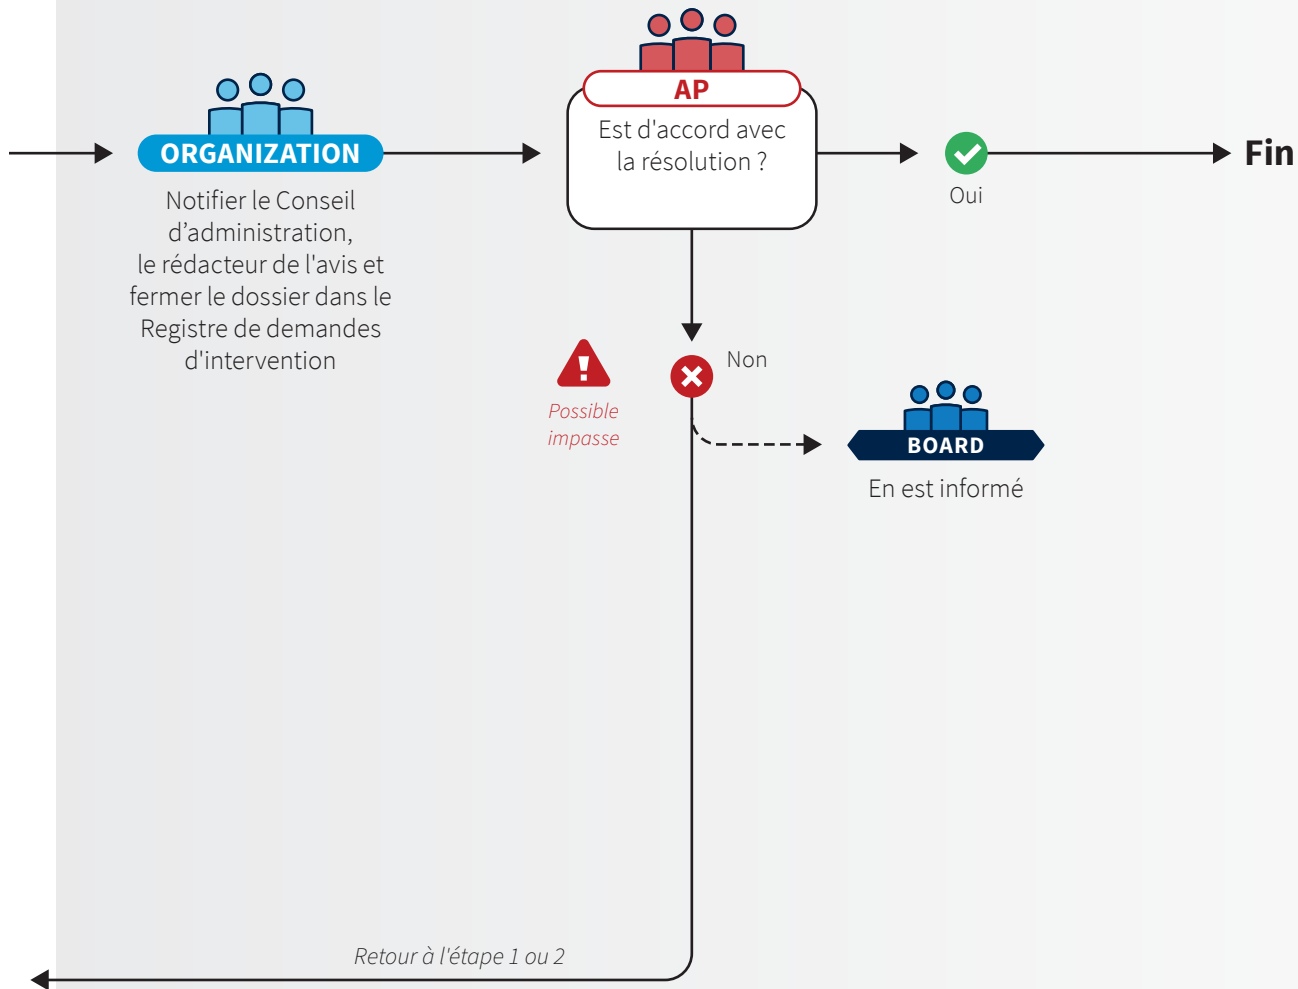 ORGANIZATION
Notifier le Conseil
d’administration,
le rédacteur de l'avis et
fermer le dossier dans le
Registre de demandes
d'intervention
AP
Est d'accord avec
la résolution ?
Oui
Fin
Non
Possible
impasse
BOARD
En est informé
Retour à l'étape 1 ou 2